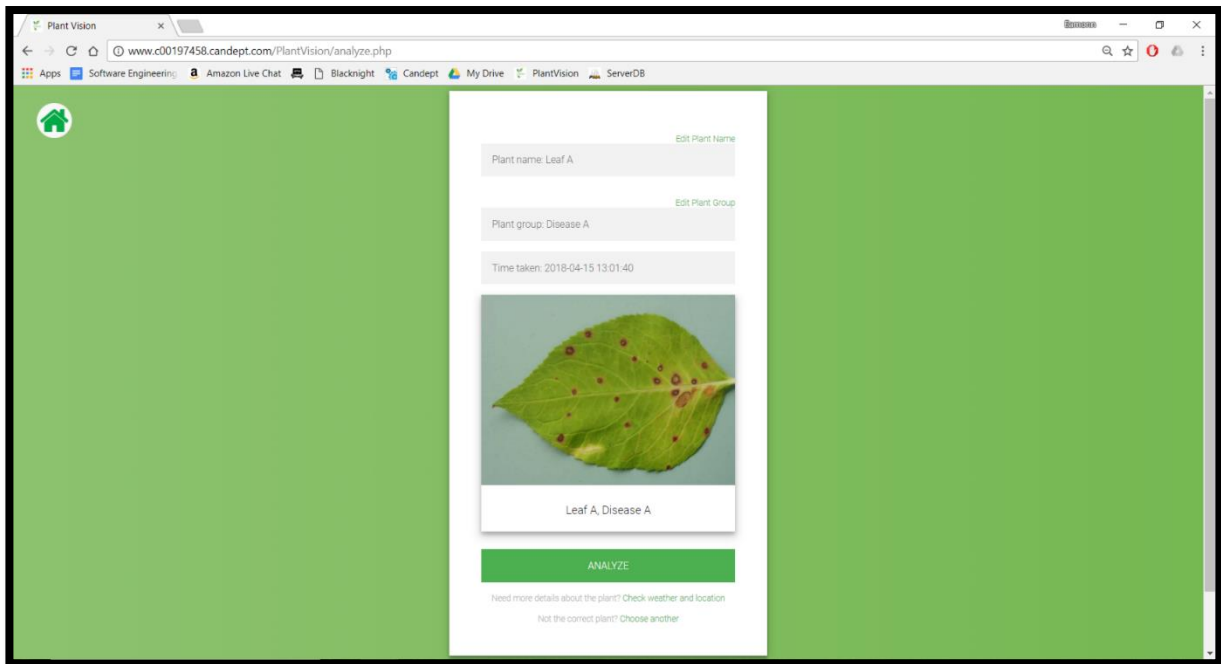 Plant Vision
www.c00197458.candept.com/PlantVision/analyze.php
Apps Software Engineering Amazon Live Chat Blacknight Candept My Drive PlantVision ServerDB
Edit Plant Name
Plant name: Leaf A
Edit Plant Group
Plant group: Disease A
Time taken: 2018-04-15 13:01:40
Leaf A, Disease A
ANALYZE
Need more details about the plant? Check weather and location
Not the correct plant? Choose another